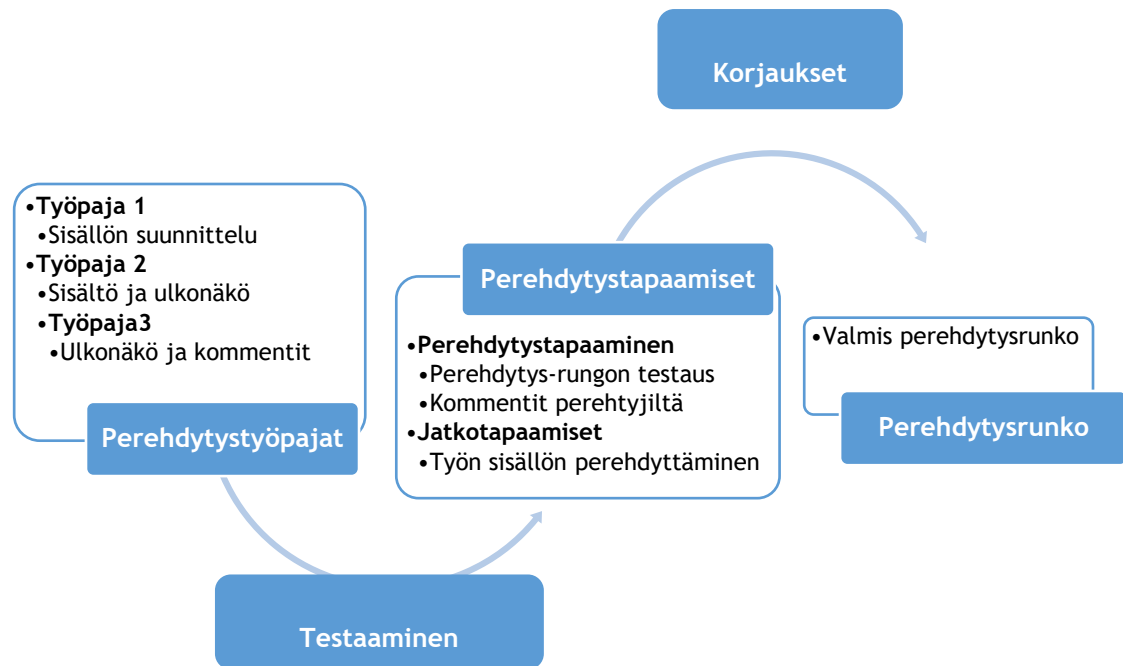 Korjaukset
•Työpaja 1
•Sisällön suunnittelu
•Työpaja 2
•Sisältö ja ulkonäkö
•Työpaja3
•Ulkonäkö ja kommentit
Perehdytystyöpajat
Testaaminen
Perehdytystapaamiset
•Perehdytystapaaminen
•Perehdytys-rungon testaus
•Kommentit perehtyjiltä
•Jatkotapaamiset
•Työn sisällön perehdyttäminen
•Valmis perehdytysrunko
Perehdytysrunko